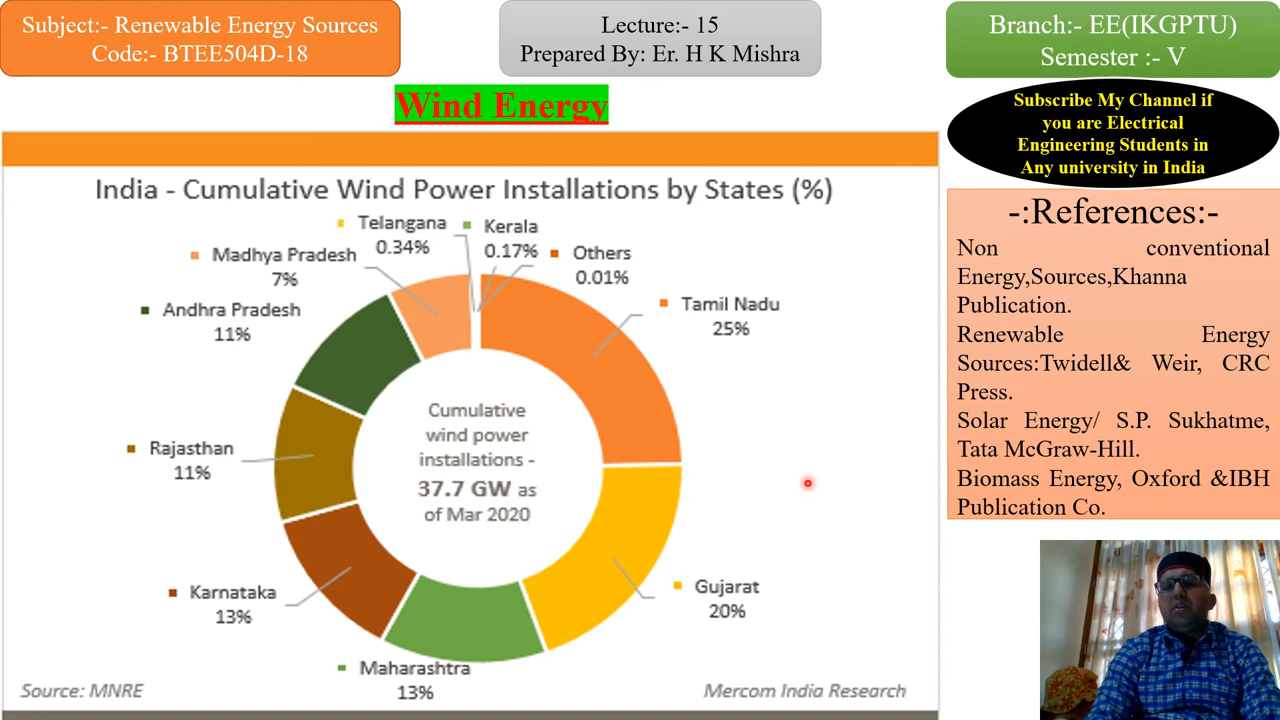 Subject:- Renewable Energy Sources
Code:- BTEE504D-18
Lecture:- 15
Prepared By: Er. H K Mishra
Branch:- EE(IKGPTU)
Semester :- V
Wind Energy
Subscribe My Channel if
you are Electrical
Engineering Students in
Any university in India
India - Cumulative Wind Power Installations by States (%)
Telangana
0.34%
Kerala
0.17%
Others
0.01%
Madhya Pradesh
7%
Tamil Nadu
25%
Andhra Pradesh
11%
Cumulative
wind power
installations -
37.7 GW as
of Mar 2020
Rajasthan
11%
Karnataka
13%
Gujarat
20%
Maharashtra
13%
Source: MNRE
Mercom India Research
-:References:-
Non conventional
Energy,Sources,Khanna
Publication.
Renewable Energy
Sources:Twidell& Weir, CRC
Press.
Solar Energy/ S.P. Sukhatme,
Tata McGraw-Hill.
Biomass Energy, Oxford &IBH
Publication Co.